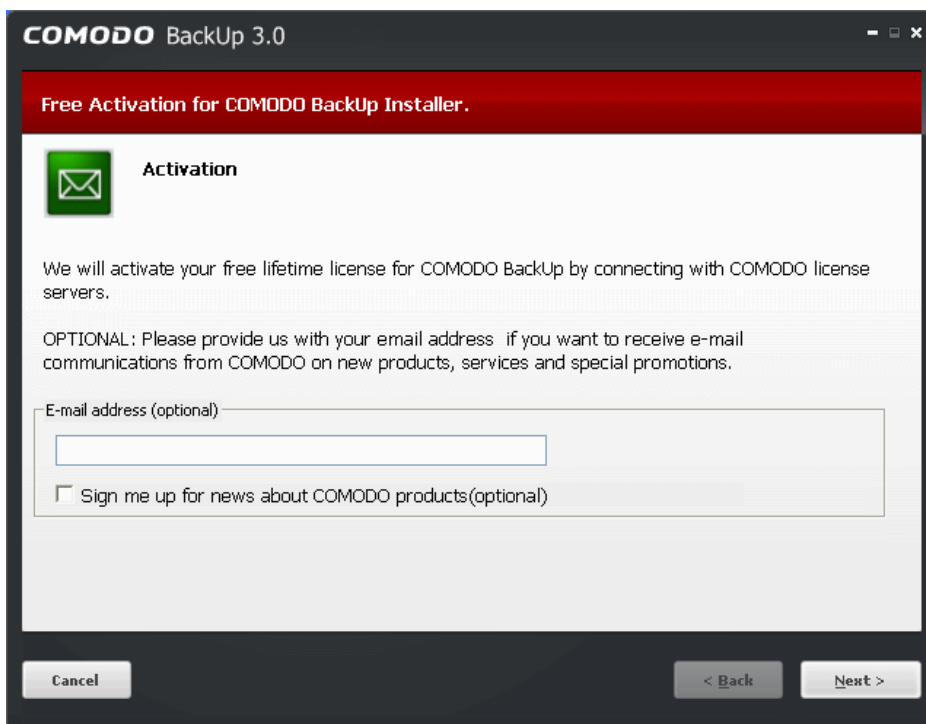 COMODO BackUp 3.0
Free Activation for COMODO BackUp Installer.
Activation
We will activate your free lifetime license for COMODO BackUp by connecting with COMODO license
servers.
OPTIONAL: Please provide us with your email address  if you want to receive e-mail
communications from COMODO on new products, services and special promotions.
E-mail address (optional)
Sign me up for news about COMODO products(optional)
Cancel
< Back
Next >